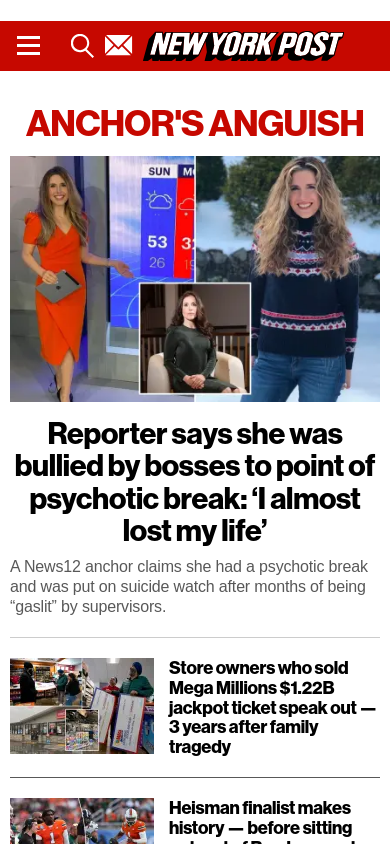 NEW YORK POST
ANCHOR'S ANGUISH
SUN
53
26
Reporter says she was
bullied by bosses to point of
psychotic break: ‘I almost
lost my life’
A News12 anchor claims she had a psychotic break
and was put on suicide watch after months of being
“gaslit” by supervisors.
Store owners who sold
Mega Millions $1.22B
jackpot ticket speak out —
3 years after family
tragedy
Heisman finalist makes
history — before sitting